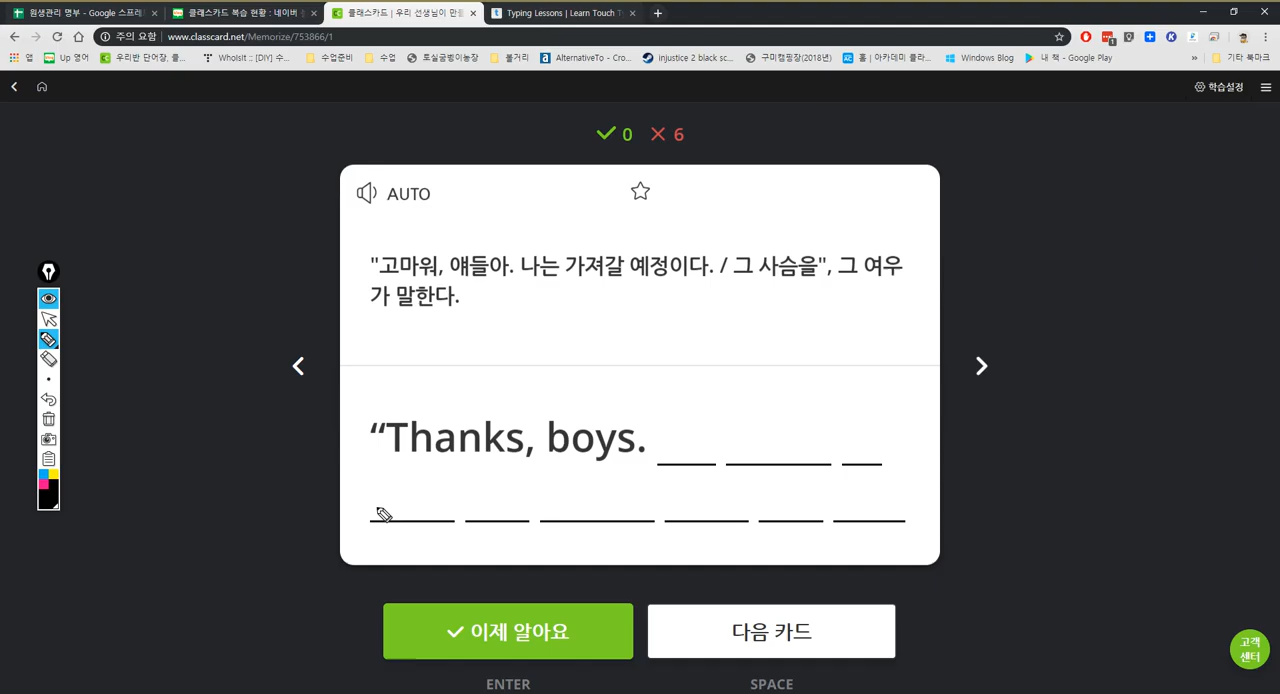 원생관리 명부 - Google 스프레
클래스카드 복습 현황 : 네이버
클래스카드 | 우리 선생님이 만든
Typing Lessons | Learn Touch T
주의 요함
www.classcard.net/Memorize/753866/1
앱
Up 영어
우리반 단어장, 클...
WhoIsIt :: [DIY] 수...
수업준비
수업
토실굼벵이농장
볼거리
AlternativeTo - Cro...
injustice 2 black sc...
구미캠핑장(2018년)
홈 | 아카데미 클라...
Windows Blog
내 책 - Google Play
»
기타 북마크
학습설정
0 6
AUTO
"고마워, 얘들아. 나는 가져갈 예정이다. / 그 사슴을", 그 여우
가 말한다.
“Thanks, boys.
이제 알아요
다음 카드
ENTER
SPACE
고객
센터